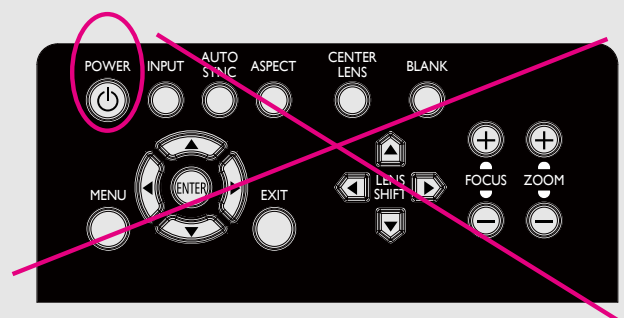 POWER
INPUT
AUTO
SYNC
ASPECT
CENTER
LENS
BLANK
MENU
ENTER
EXIT
LENS
SHIFT
FOCUS
ZOOM